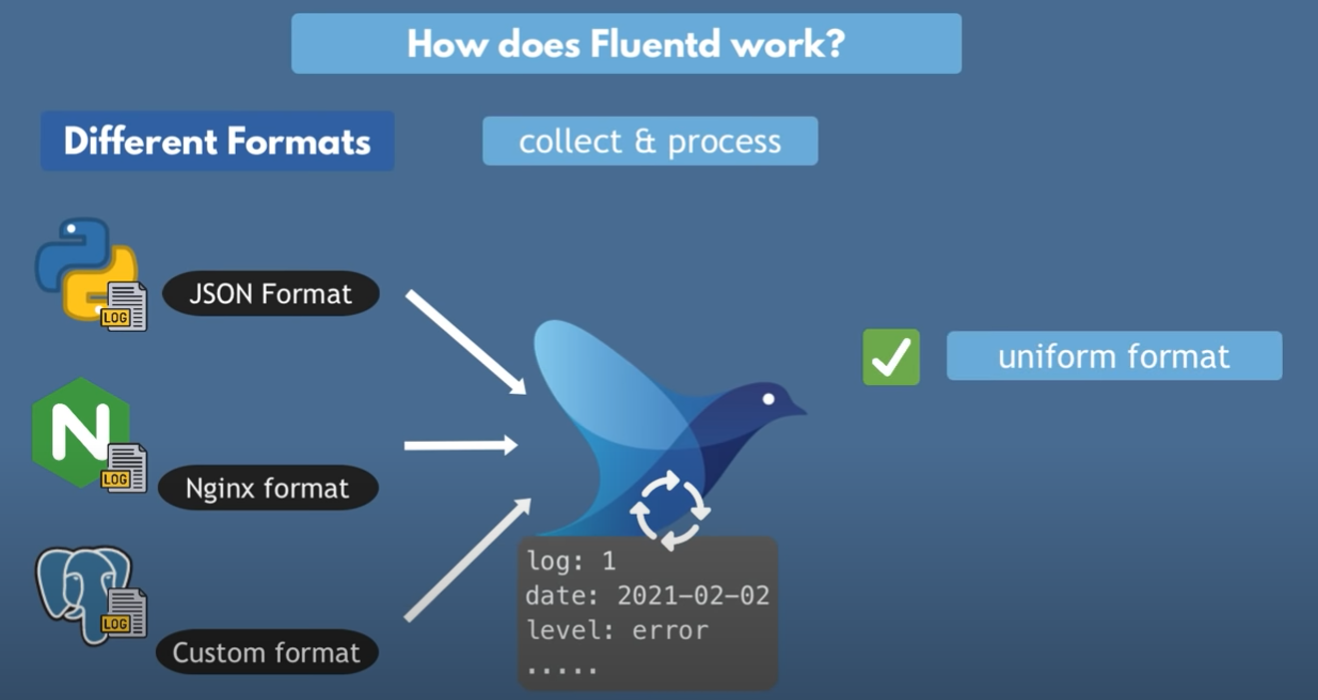 How does Fluentd work?
Different Formats
collect & process
JSON Format
LOG
Nginx format
LOG
Custom format
LOG
uniform format
log: 1
date: 2021-02-02
level: error
.....